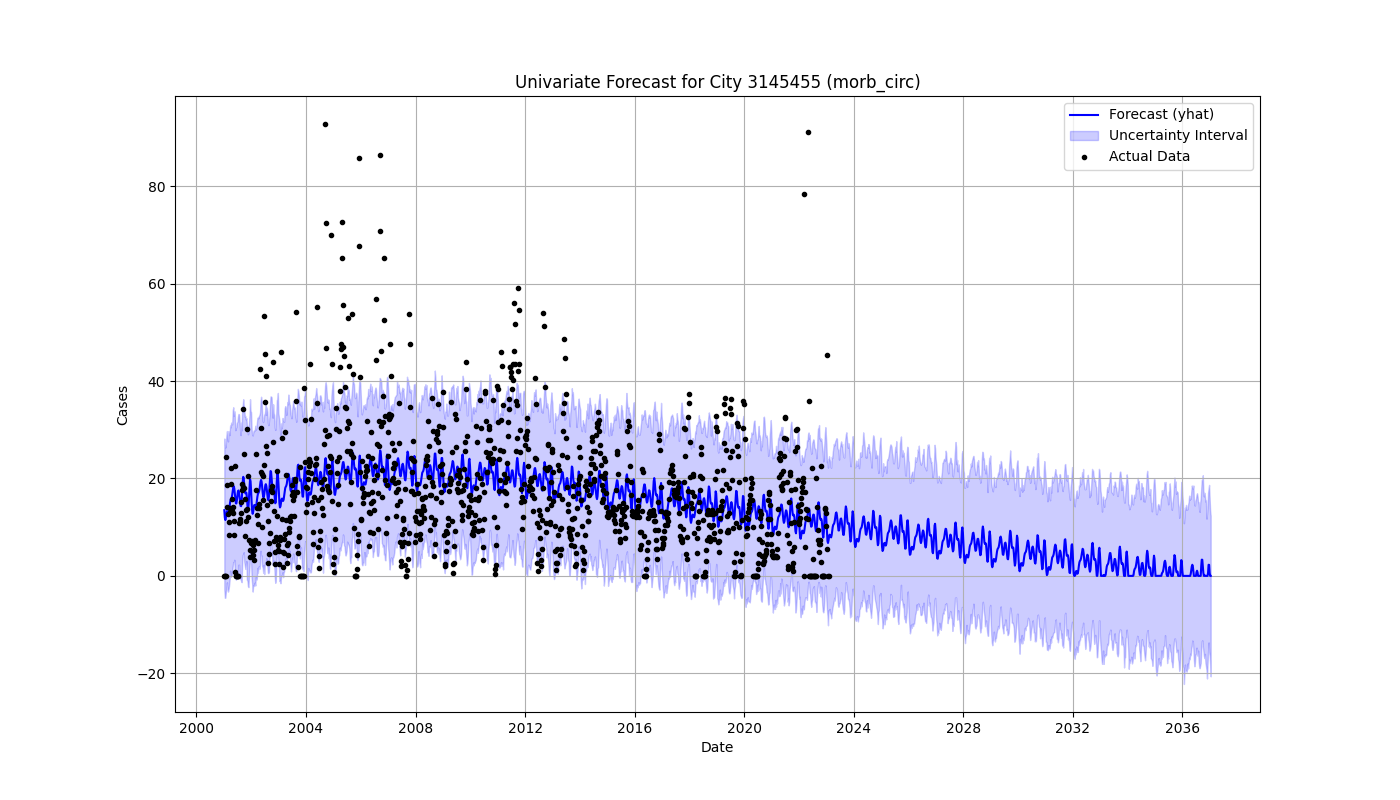 Univariate Forecast for City 3145455 (morb_circ)
Forecast (yhat)
Uncertainty Interval
Actual Data
80
60
40
20
0
−20
Cases
2000 2004 2008 2012 2016 2020 2024 2028 2032 2036
Date